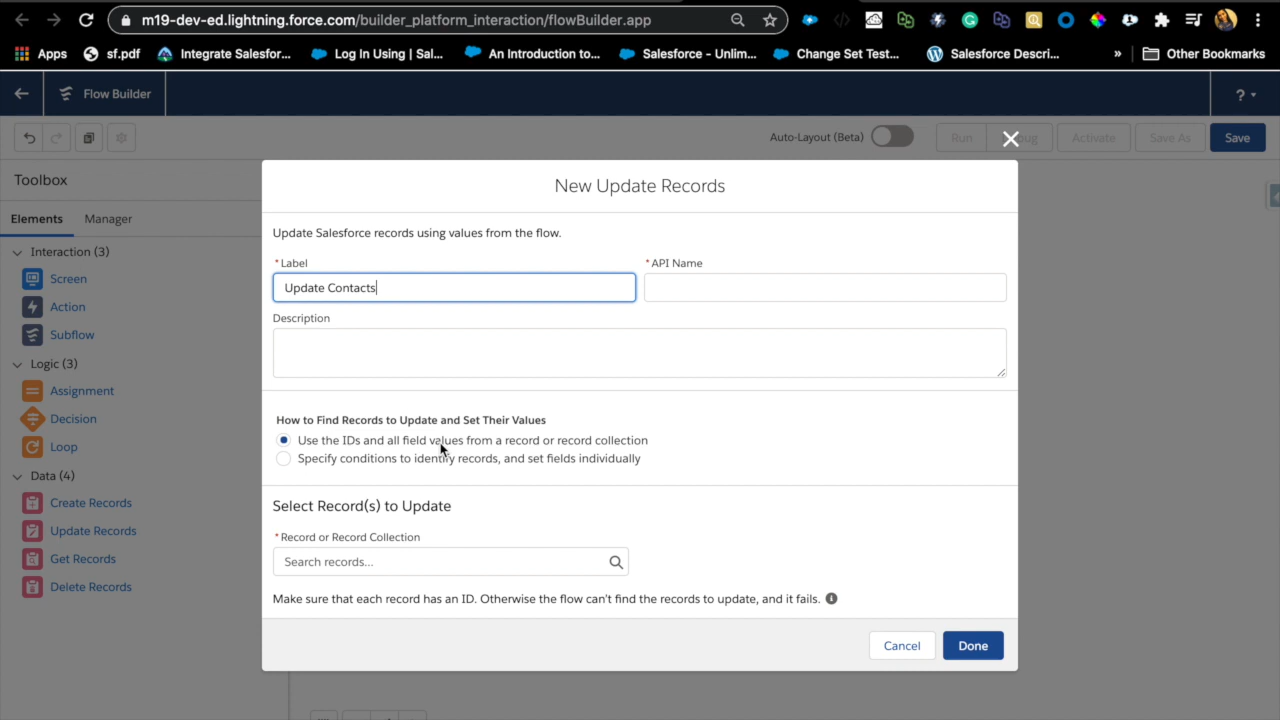 m19-dev-ed.lightning.force.com/builder_platform_interaction/flowBuilder.app
Apps sf.pdf Integrate Salesfor... Log In Using | Sal... An Introduction to... Salesforce - Unlim... Change Set Test... Salesforce Descri... » Other Bookmarks
Flow Builder ?
Auto-Layout (Beta) Run Activate Save As Save
Toolbox
Elements Manager
Interaction (3)
Screen
Action
Subflow
Logic (3)
Assignment
Decision
Loop
Data (4)
Create Records
Update Records
Get Records
Delete Records
New Update Records
Update Salesforce records using values from the flow.
* Label * API Name
Update Contacts
Description
How to Find Records to Update and Set Their Values
Use the IDs and all field values from a record or record collection
Specify conditions to identify records, and set fields individually
Select Record(s) to Update
* Record or Record Collection
Search records...
Make sure that each record has an ID. Otherwise the flow can't find the records to update, and it fails.
Cancel Done